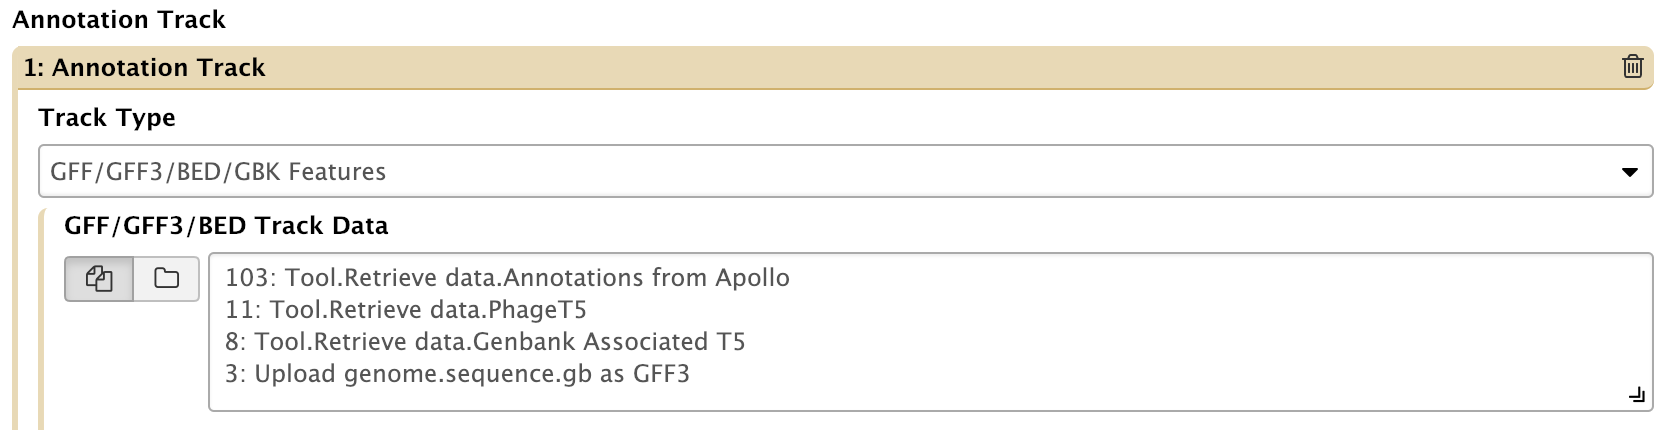 Annotation Track
1: Annotation Track
Track Type
GFF/GFF3/BED/GBK Features
GFF/GFF3/BED Track Data
103: Tool.Retrieve data.Annotations from Apollo
11: Tool.Retrieve data.PhageT5
8: Tool.Retrieve data.Genbank Associated T5
3: Upload genome.sequence.gb as GFF3